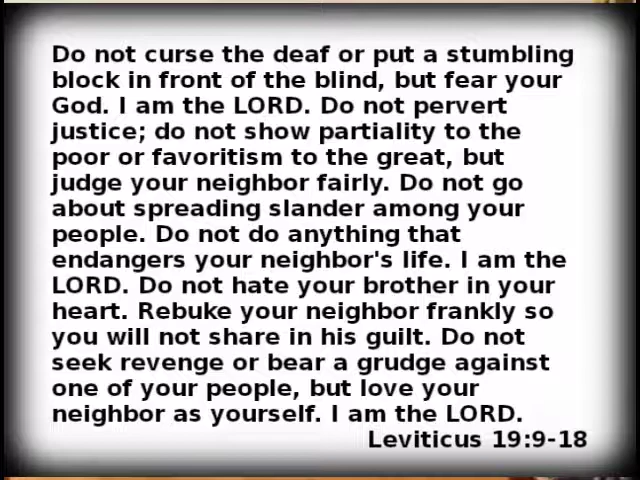 Do not curse the deaf or put a stumbling
block in front of the blind, but fear your
God. I am the LORD. Do not pervert
justice; do not show partiality to the
poor or favoritism to the great, but
judge your neighbor fairly. Do not go
about spreading slander among your
people. Do not do anything that
endangers your neighbor's life. I am the
LORD. Do not hate your brother in your
heart. Rebuke your neighbor frankly so
you will not share in his guilt. Do not
seek revenge or bear a grudge against
one of your people, but love your
neighbor as yourself. I am the LORD.
Leviticus 19:9-18